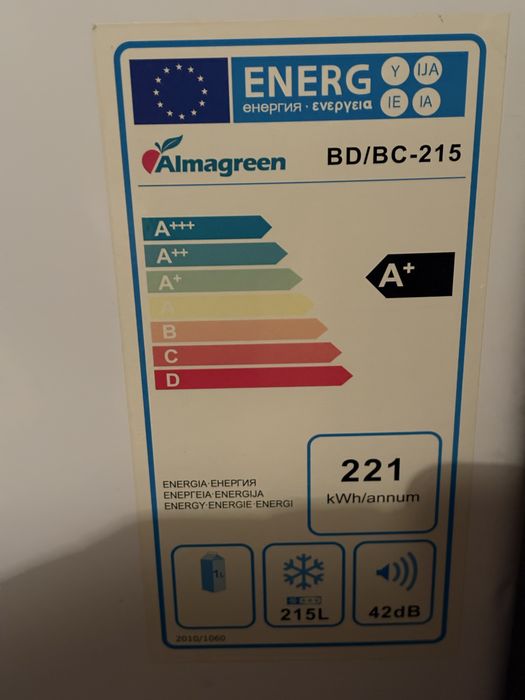 ENERG Y IJA
енергия · ενεργεια IE IA
Almagreen BD/BC-215
A+++
A++
A+
A+
A
B
C
D
221
kWh/annum
ENERGIA·ЕНЕРГИЯ
ΕΝΕΡΓΕΙΑ·ENERGIJA
ENERGY·ENERGIE·ENERGI
1L
215L
42dB
2010/1060